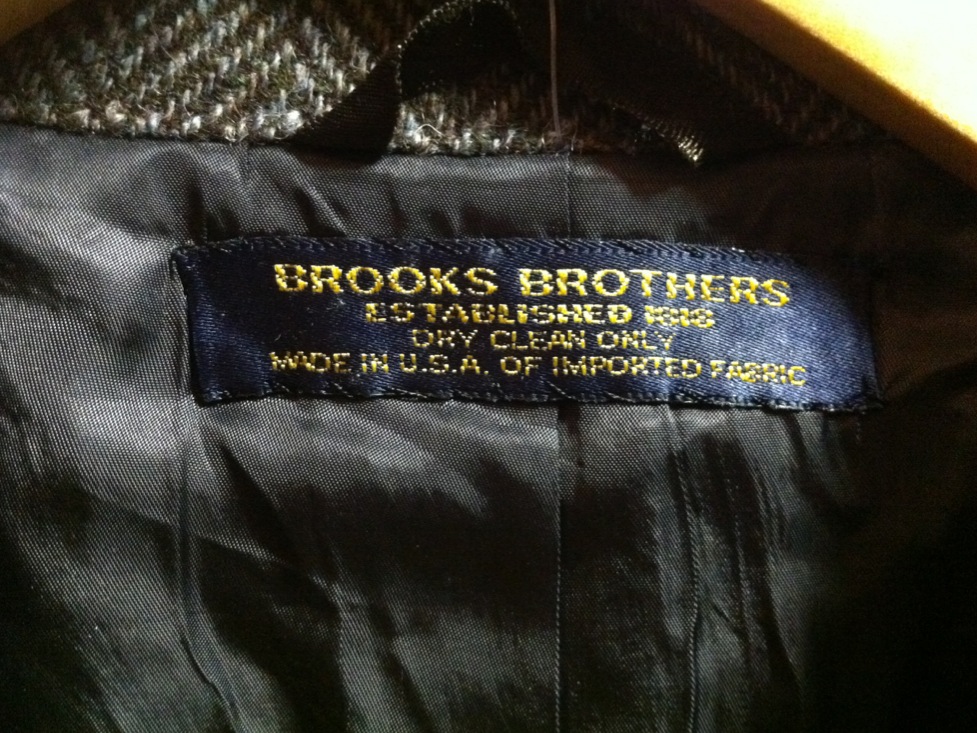 BROOKS BROTHERS
ESTABLISHED 1818
DRY CLEAN ONLY
MADE IN U.S.A. OF IMPORTED FABRIC